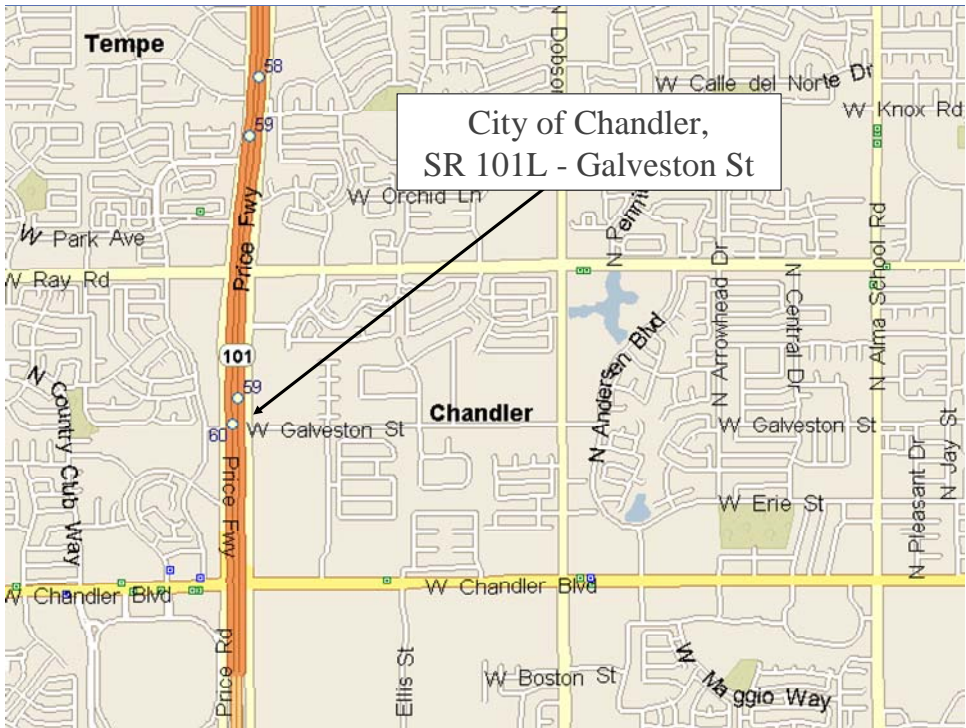 Tempe
58
N Dobson
W Calle del Norte Dr
59
W Knox Rd
City of Chandler,
SR 101L - Galveston St
W Orchid Ln
Price Fwy
W Park Ave
W Ray Rd
N Arrowhead Dr
N Central Dr
N Alma School Rd
101
N Andersen Blvd
N Country Club Way
59
Chandler
60
W Galveston St
W Galveston St
N Jay St
N Pleasant Dr
Price Fwy
W Erie St
W Chandler Blvd
W Chandler Blvd
Price Rd
Ellis St
W Boston St
W Maggio Way